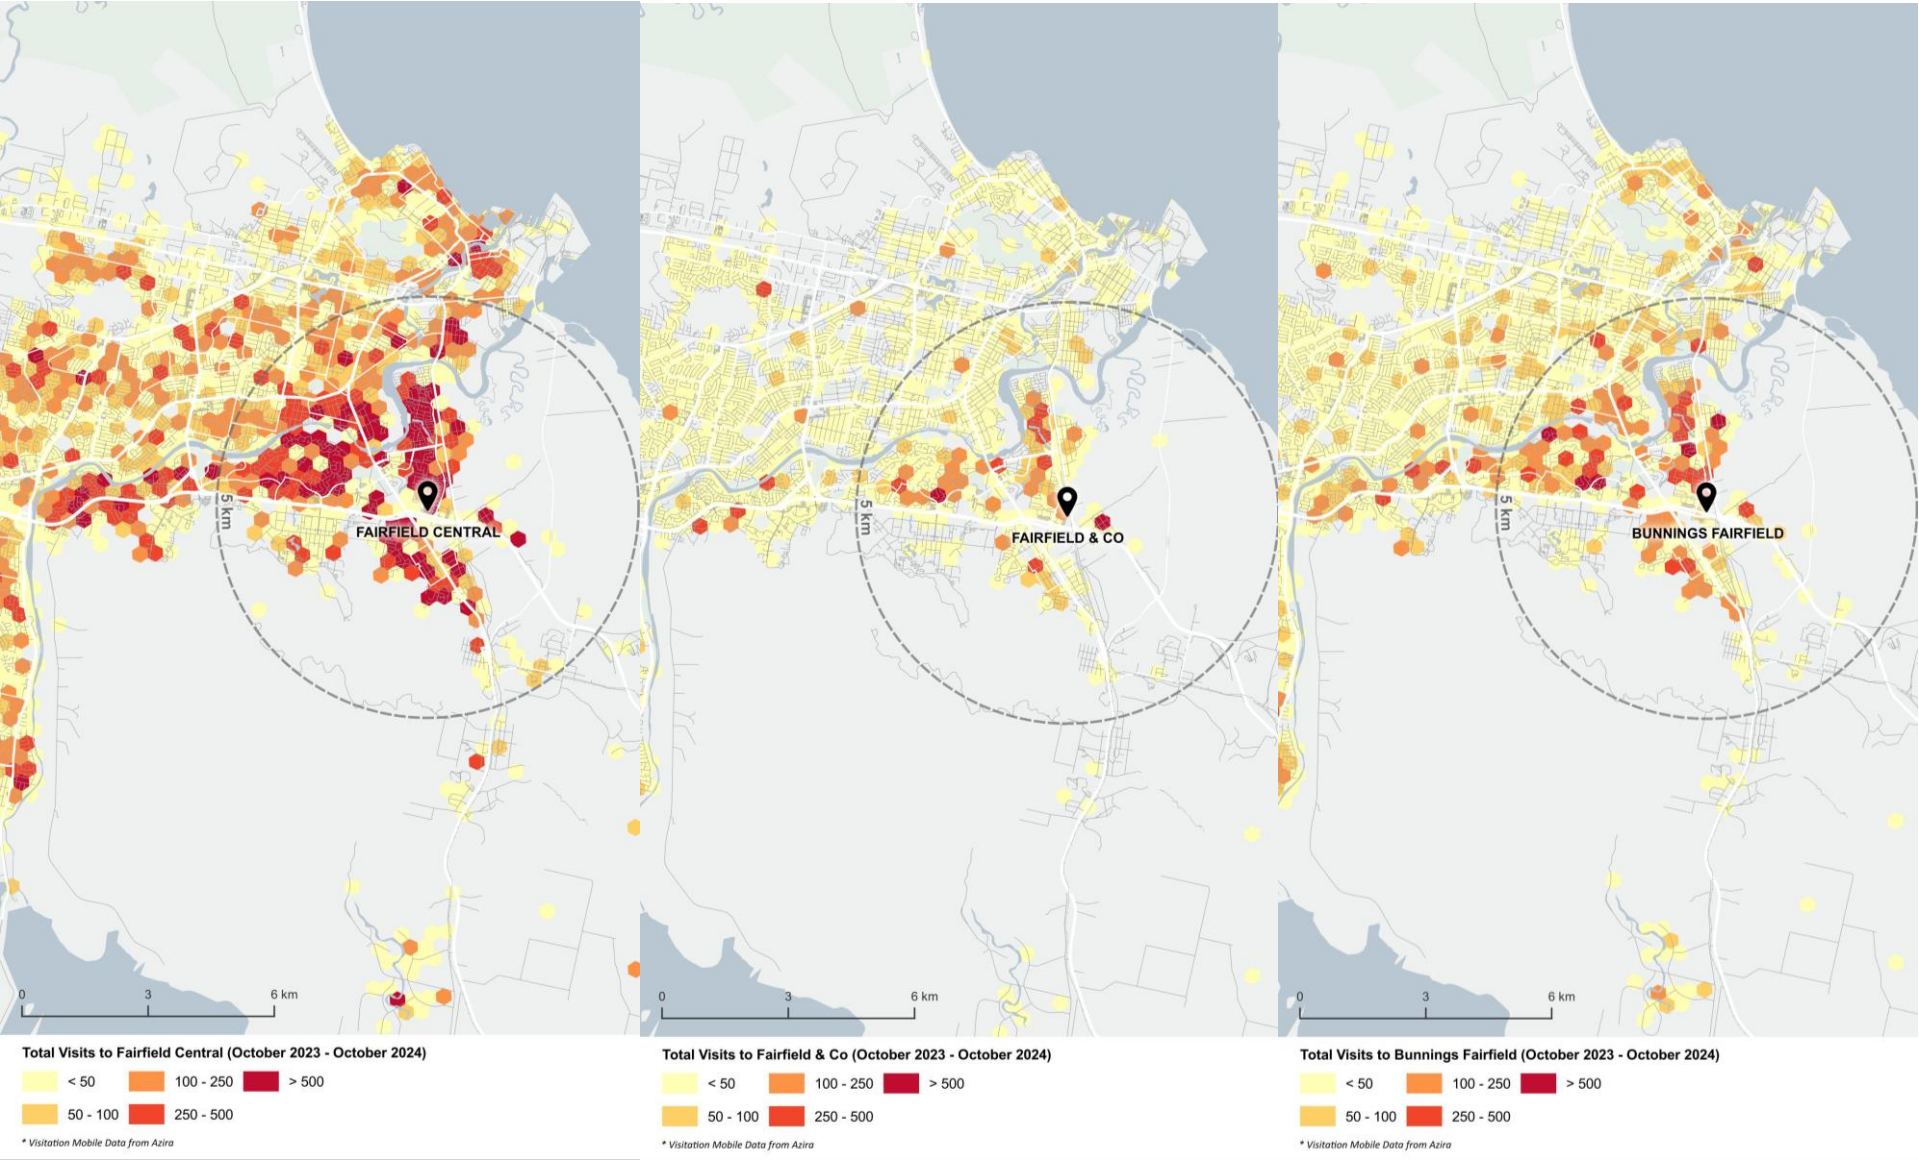 5 km
FAIRFIELD CENTRAL
0 3 6 km
Total Visits to Fairfield Central (October 2023 - October 2024)
< 50 100 - 250 > 500
50 - 100 250 - 500
* Visitation Mobile Data from Azira
5 km
FAIRFIELD & CO
0 3 6 km
Total Visits to Fairfield & Co (October 2023 - October 2024)
< 50 100 - 250 > 500
50 - 100 250 - 500
* Visitation Mobile Data from Azira
5 km
BUNNINGS FAIRFIELD
0 3 6 km
Total Visits to Bunnings Fairfield (October 2023 - October 2024)
< 50 100 - 250 > 500
50 - 100 250 - 500
* Visitation Mobile Data from Azira